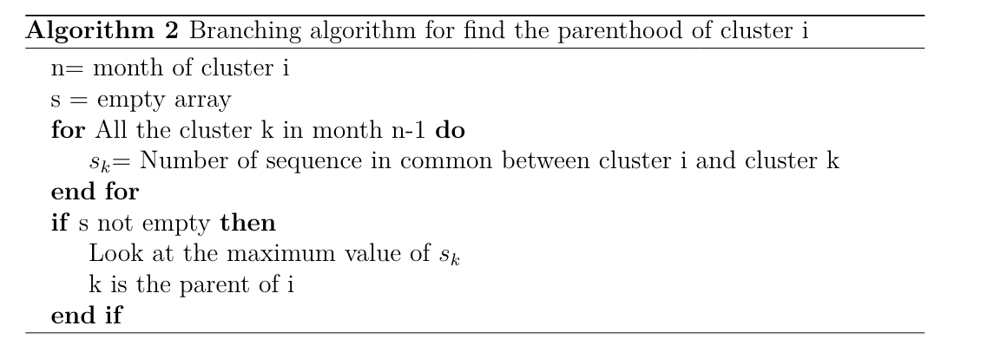 Algorithm 2 Branching algorithm for find the parenthood of cluster i
n= month of cluster i
s = empty array
for All the cluster k in month n-1 do
s_k= Number of sequence in common between cluster i and cluster k
end for
if s not empty then
Look at the maximum value of s_k
k is the parent of i
end if